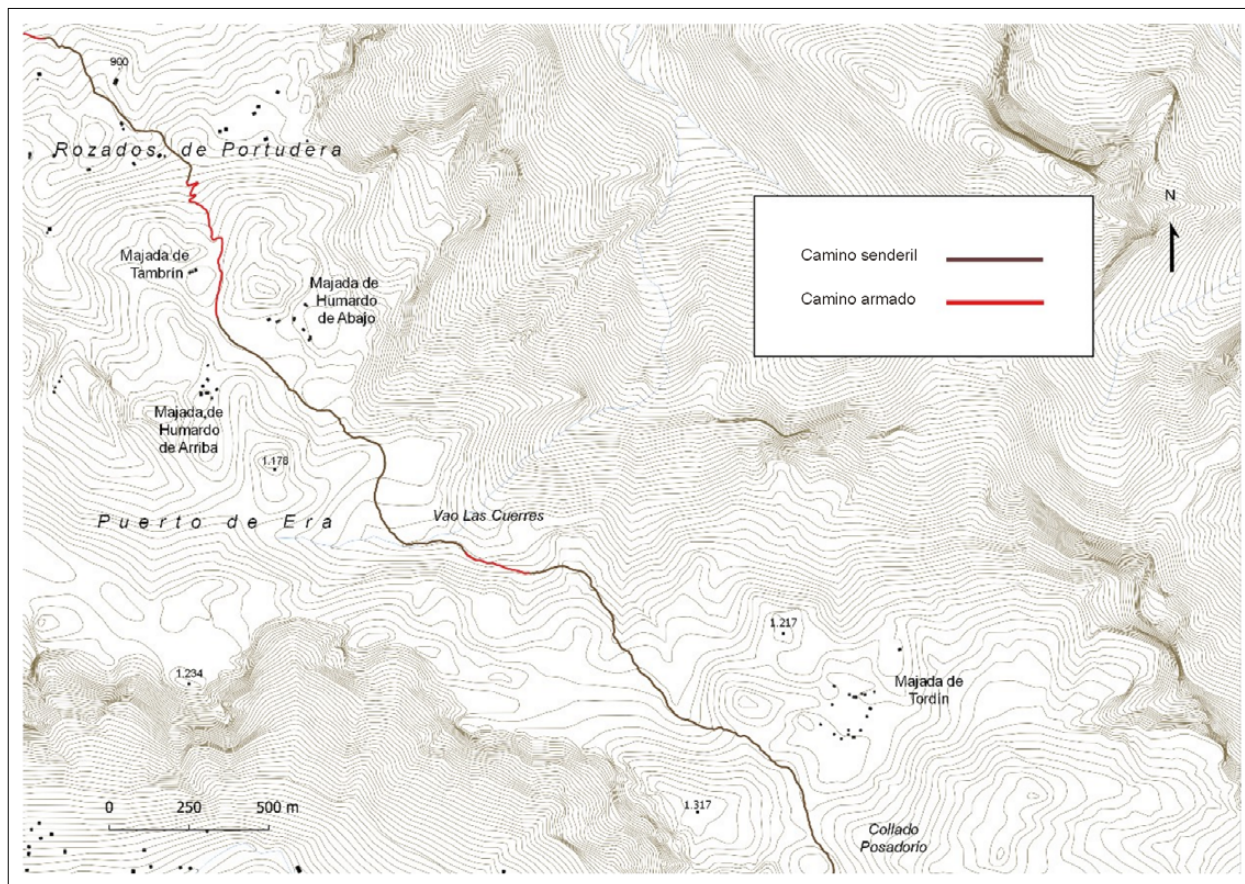 900
Rozados, de Portudera
N
Camino senderil
Camino armado
Majada de
Tambrín
Majada de
Humardo
de Abajo
Majada de
Humardo
de Arriba
1.178
Vao Las Cuerres
Puerto de Era
1.217
1.234
Majada de
Tordín
0 250 500 m
1.317
Collado
Posadorio